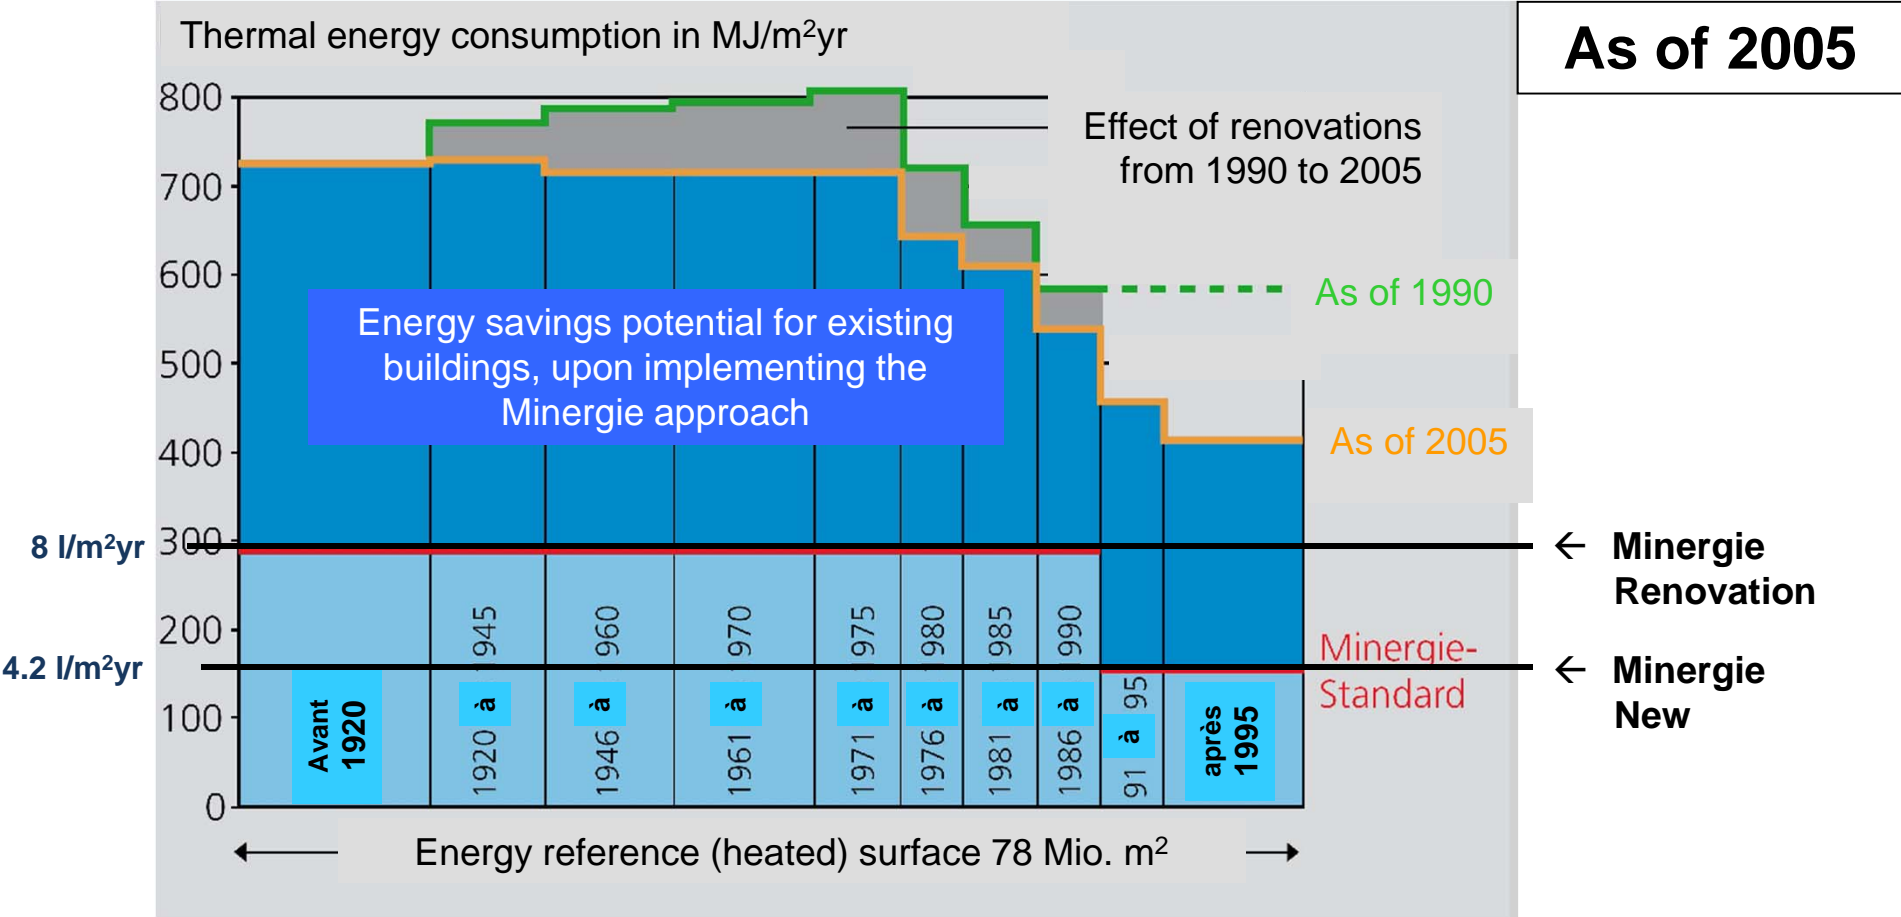 Thermal energy consumption in MJ/m²yr
As of 2005
800
700
600
500
400
300
200
100
0
Effect of renovations
from 1990 to 2005
As of 1990
As of 2005
Energy savings potential for existing
buildings, upon implementing the
Minergie approach
8 l/m²yr
4.2 l/m²yr
← Minergie
Renovation
← Minergie
New
Minergie-
Standard
Avant
1920
1920 à 1945
1946 à 1960
1961 à 1970
1971 à 1975
1976 à 1980
1981 à 1985
1986 à 1990
91 à 95
après
1995
Energy reference (heated) surface 78 Mio. m²